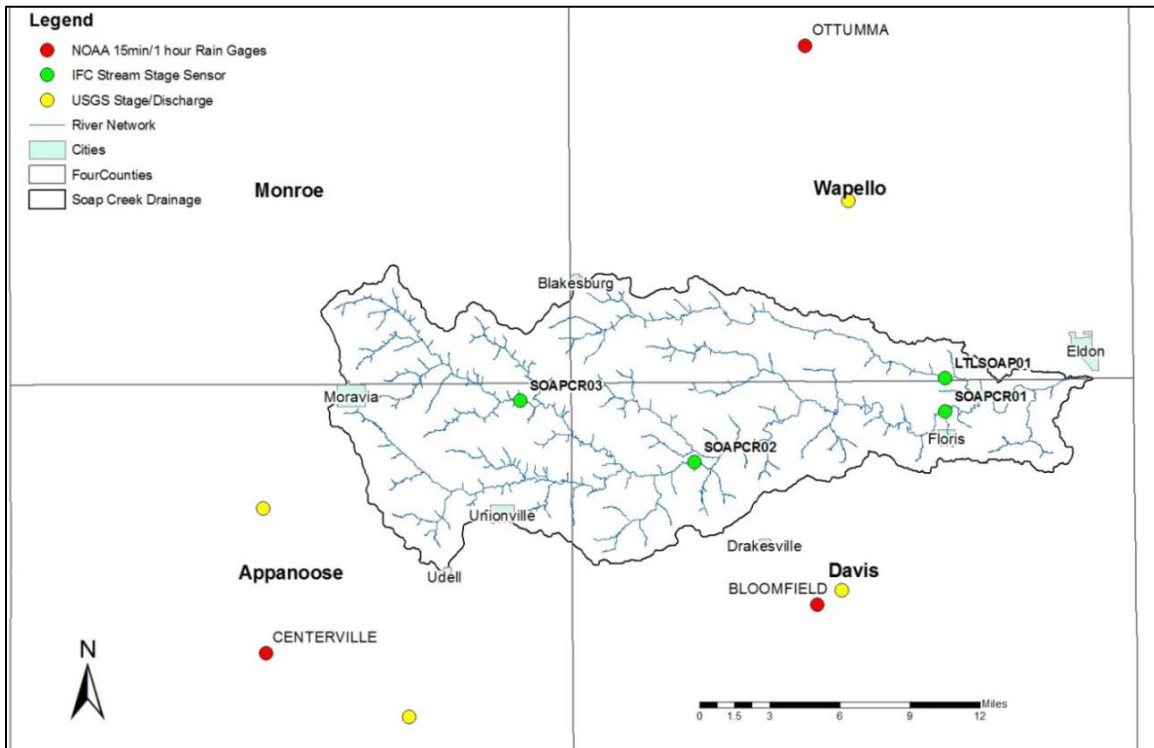 Legend
NOAA 15min/1 hour Rain Gages
IFC Stream Stage Sensor
USGS Stage/Discharge
River Network
Cities
FourCounties
Soap Creek Drainage
OTTUMMA
Monroe
Wapello
Blakesburg
Eldon
LTLSOAP01
Moravia
SOAPCR03
SOAPCR01
Floris
SOAPCR02
Unionville
Drakesville
Udell
Appanoose
Davis
BLOOMFIELD
CENTERVILLE
N
Miles
0 1.5 3 6 9 12